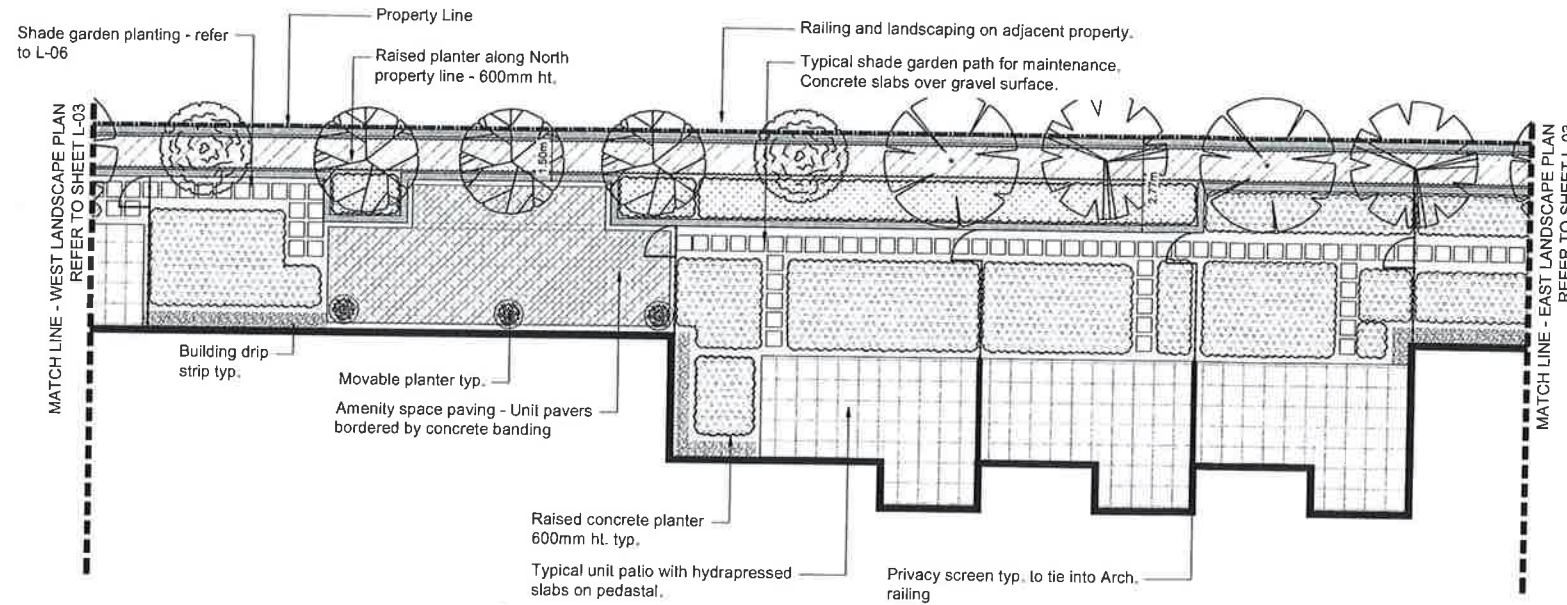 Property Line
Shade garden planting - refer
to L-06
Raised planter along North
property line - 600mm ht.
Railing and landscaping on adjacent property.
Typical shade garden path for maintenance.
Concrete slabs over gravel surface.
MATCH LINE - WEST LANDSCAPE PLAN
REFER TO SHEET L-03
1.50m
2.77m
MATCH LINE - EAST LANDSCAPE PLAN
REFER TO SHEET L-03
Building drip
strip typ.
Movable planter typ.
Amenity space paving - Unit pavers
bordered by concrete banding
Raised concrete planter
600mm ht. typ.
Typical unit patio with hydrapressed
slabs on pedastal.
Privacy screen typ. to tie into Arch.
railing